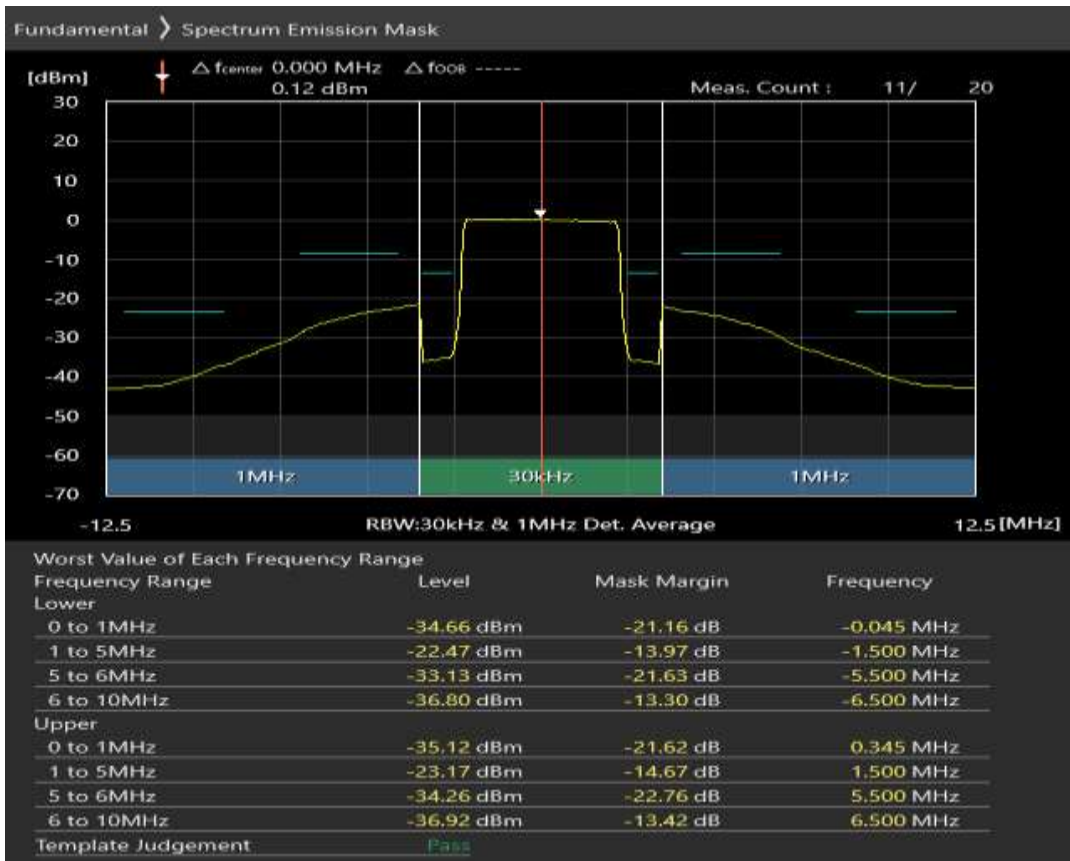 Fundamental ❯ Spectrum Emission Mask
[dBm] △ fcenter 0.000 MHz △ fOOB -----
0.12 dBm Meas. Count : 11/ 20
30
20
10
0
-10
-20
-30
-40
-50
-60
1MHz 30kHz 1MHz
-70
-12.5 RBW:30kHz & 1MHz Det. Average 12.5 [MHz]
Worst Value of Each Frequency Range
Frequency Range Level Mask Margin Frequency
Lower
0 to 1MHz -34.66 dBm -21.16 dB -0.045 MHz
1 to 5MHz -22.47 dBm -13.97 dB -1.500 MHz
5 to 6MHz -33.13 dBm -21.63 dB -5.500 MHz
6 to 10MHz -36.80 dBm -13.30 dB -6.500 MHz
Upper
0 to 1MHz -35.12 dBm -21.62 dB 0.345 MHz
1 to 5MHz -23.17 dBm -14.67 dB 1.500 MHz
5 to 6MHz -34.26 dBm -22.76 dB 5.500 MHz
6 to 10MHz -36.92 dBm -13.42 dB 6.500 MHz
Template Judgement Pass